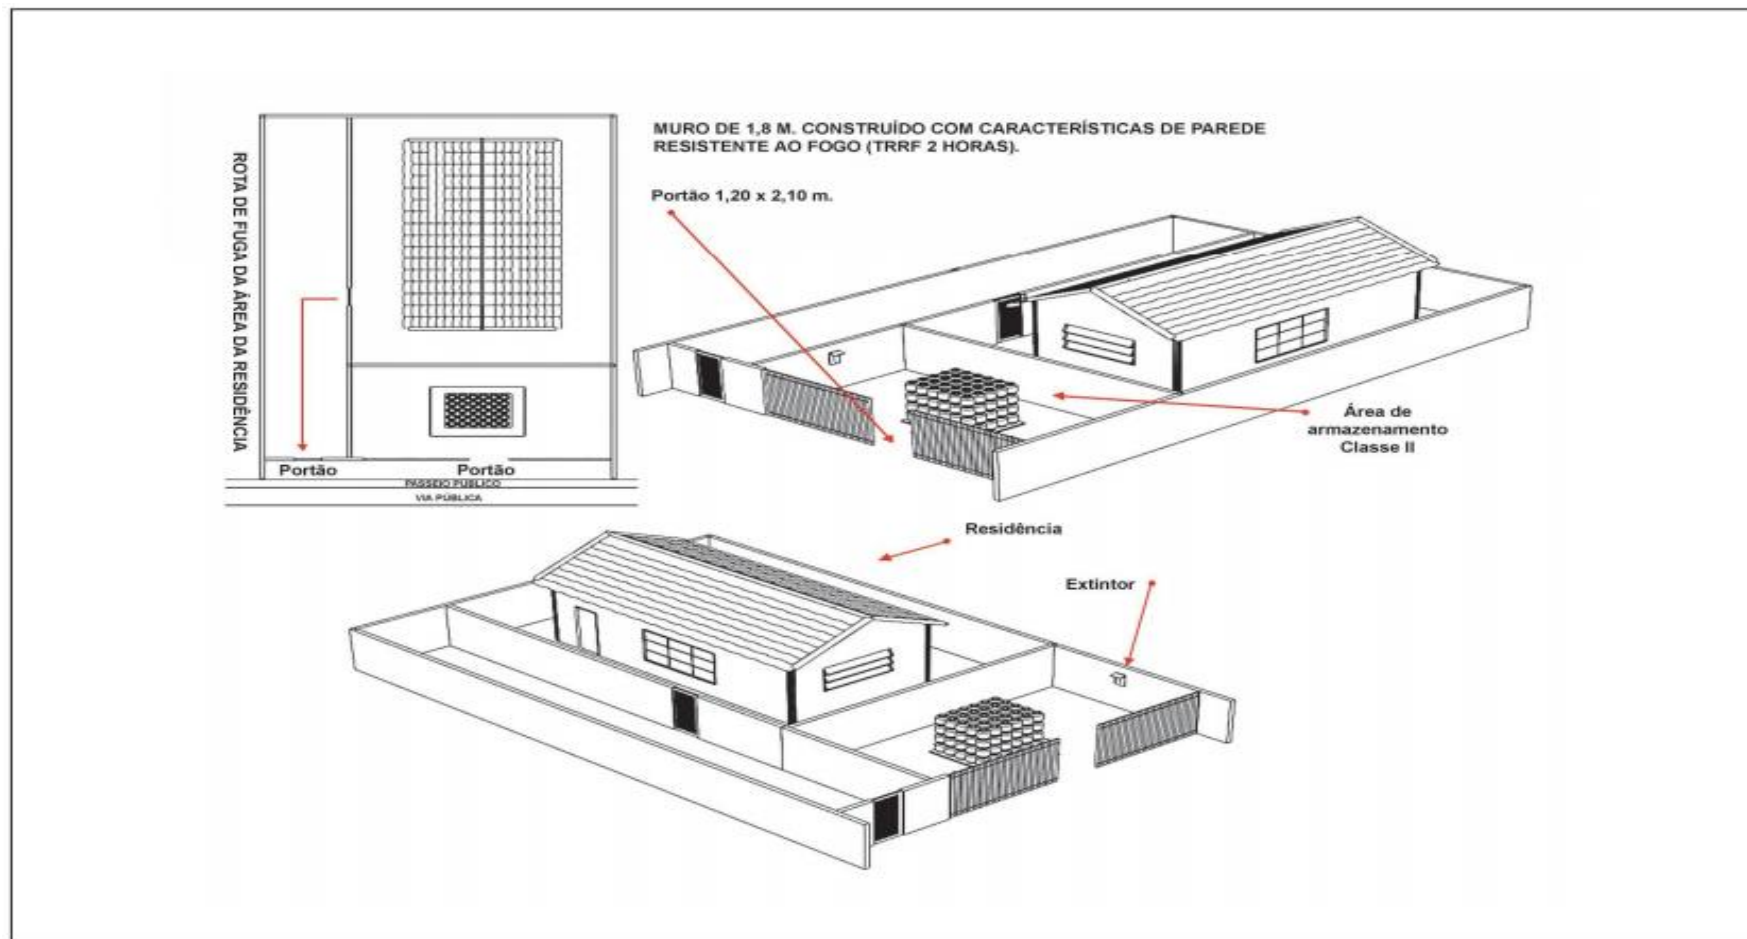 MURO DE 1,8 M. CONSTRUÍDO COM CARACTERÍSTICAS DE PAREDE
RESISTENTE AO FOGO (TRRF 2 HORAS).
Portão 1,20 x 2,10 m.
ROTA DE FUGA DA ÁREA DA RESIDÊNCIA
Portão
Portão
PASSEIO PÚBLICO
VIA PÚBLICA
Área de
armazenamento
Classe II
Residência
Extintor